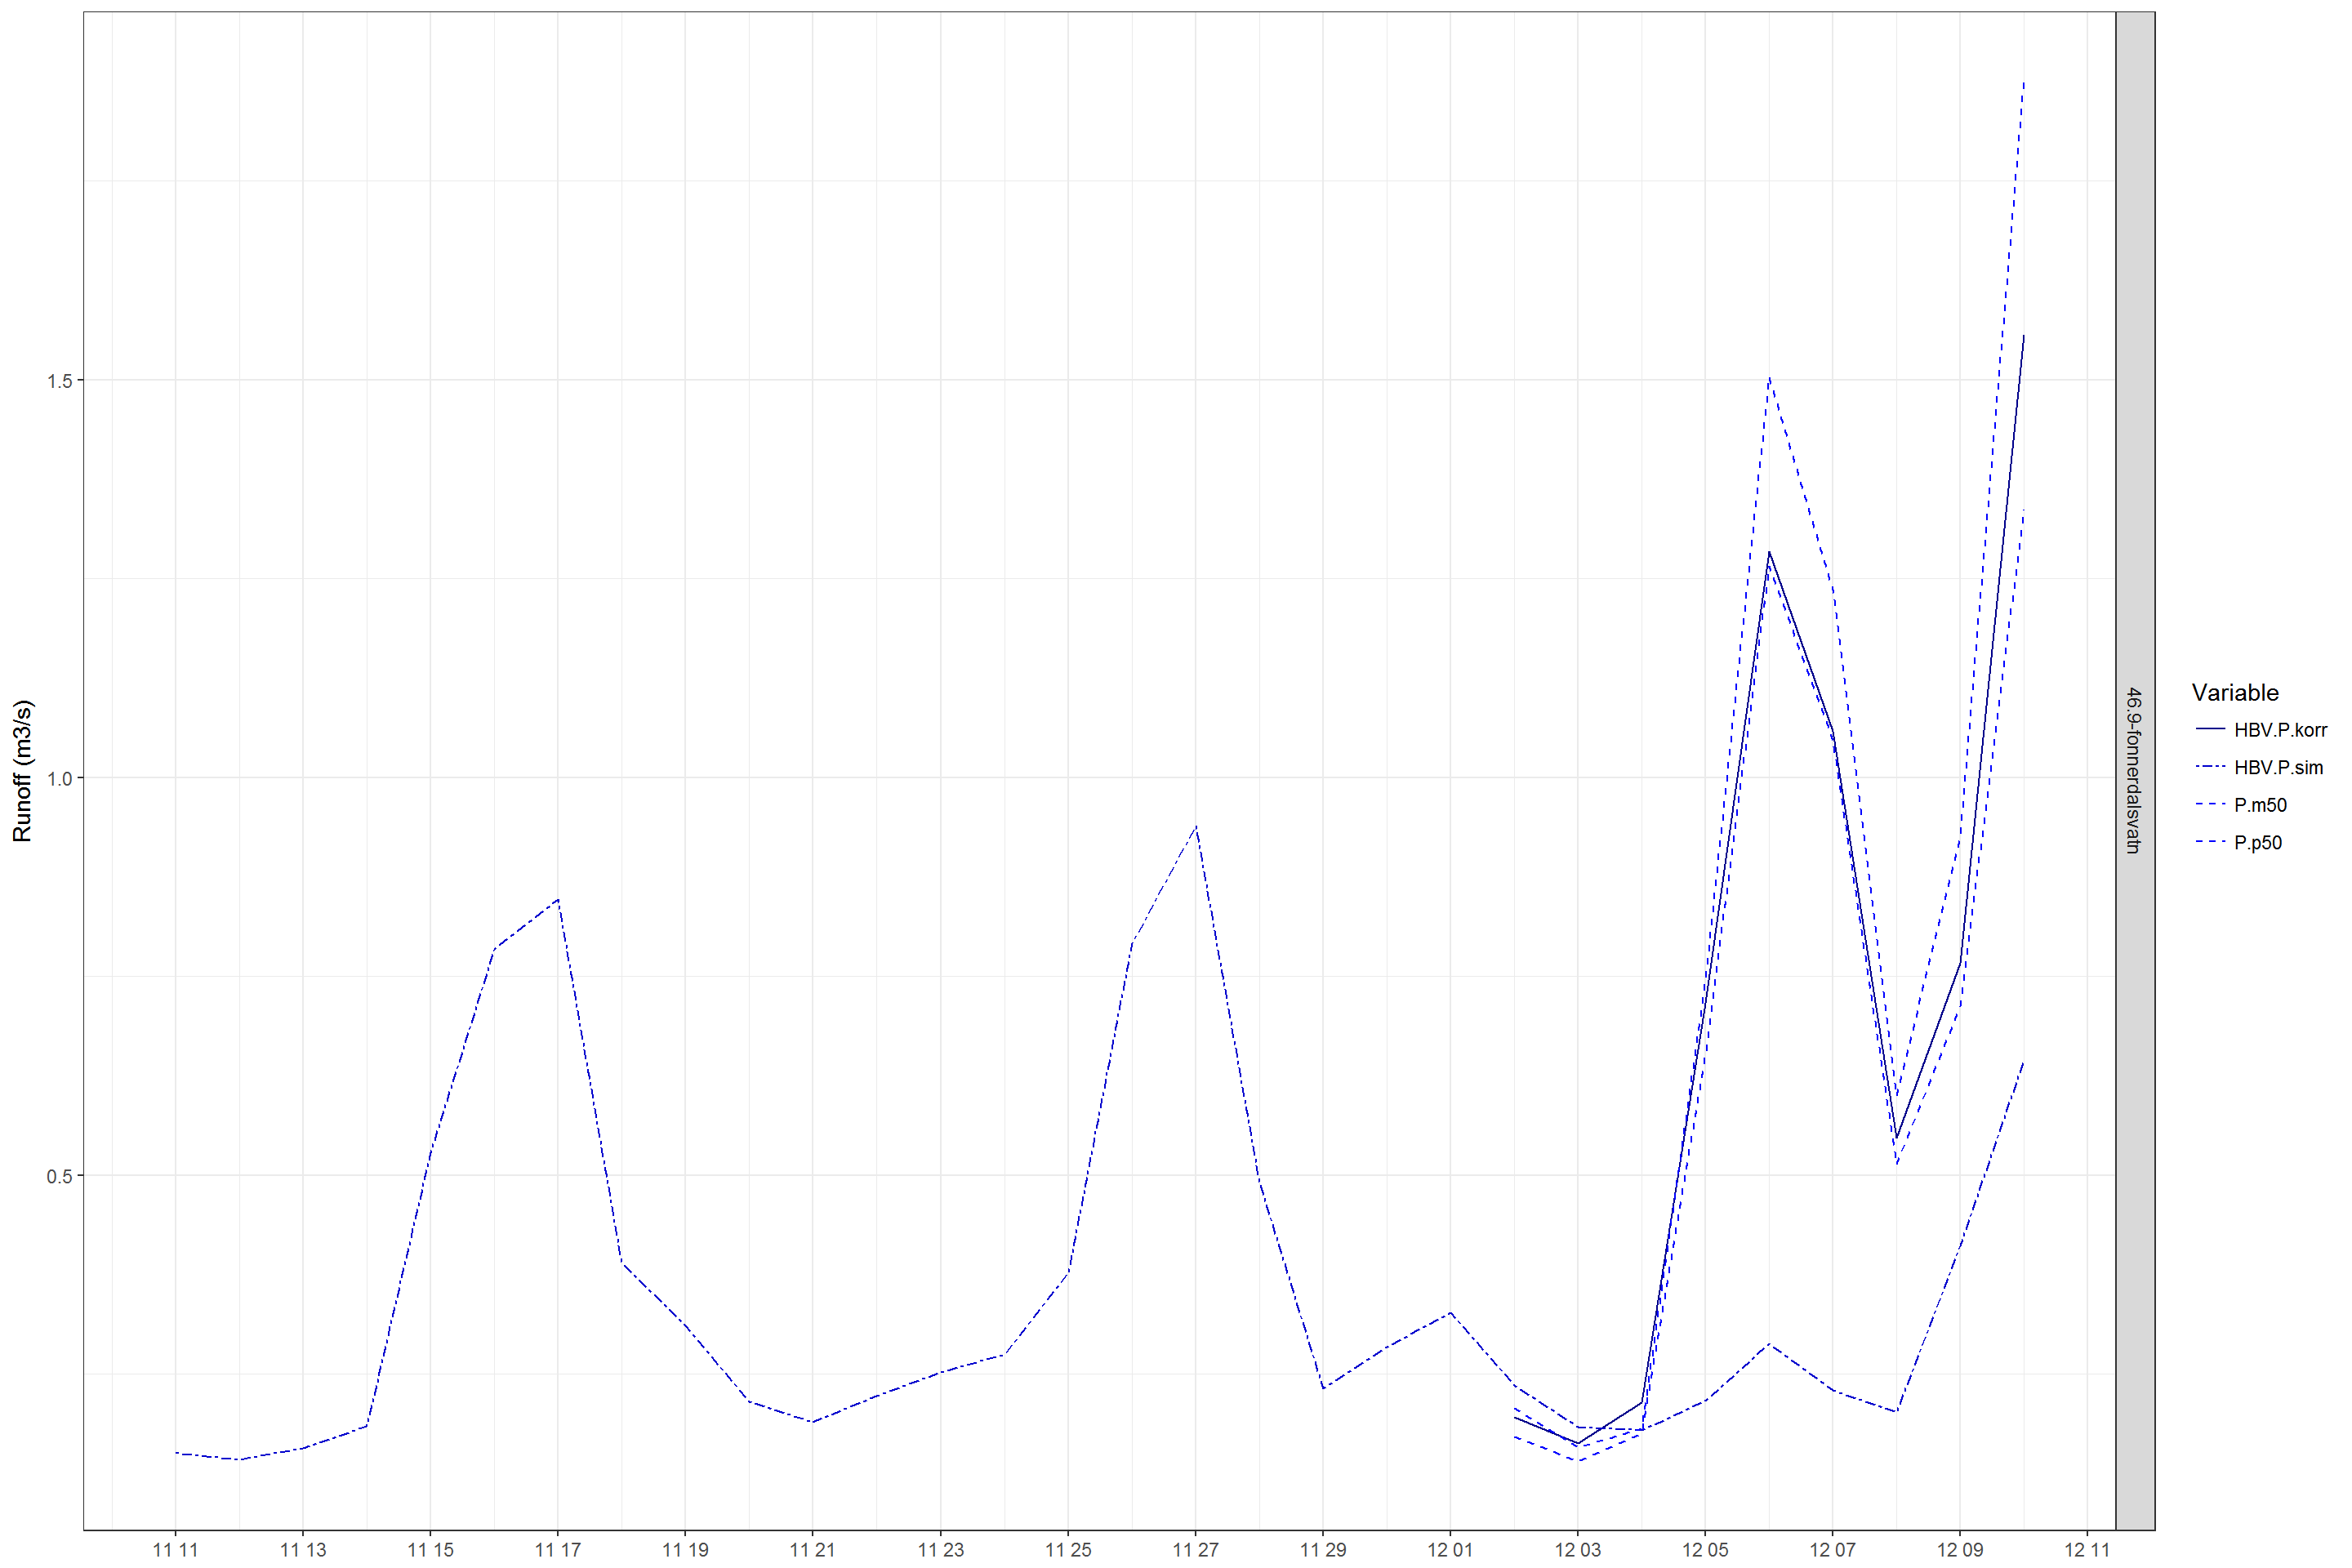 Runoff (m3/s)
1.5
1.0
0.5
11 11
11 13
11 15
11 17
11 19
11 21
11 23
11 25
11 27
11 29
12 01
12 03
12 05
12 07
12 09
12 11
46.9-fonnerdalsvatn
Variable
HBV.P.korr
HBV.P.sim
P.m50
P.p50